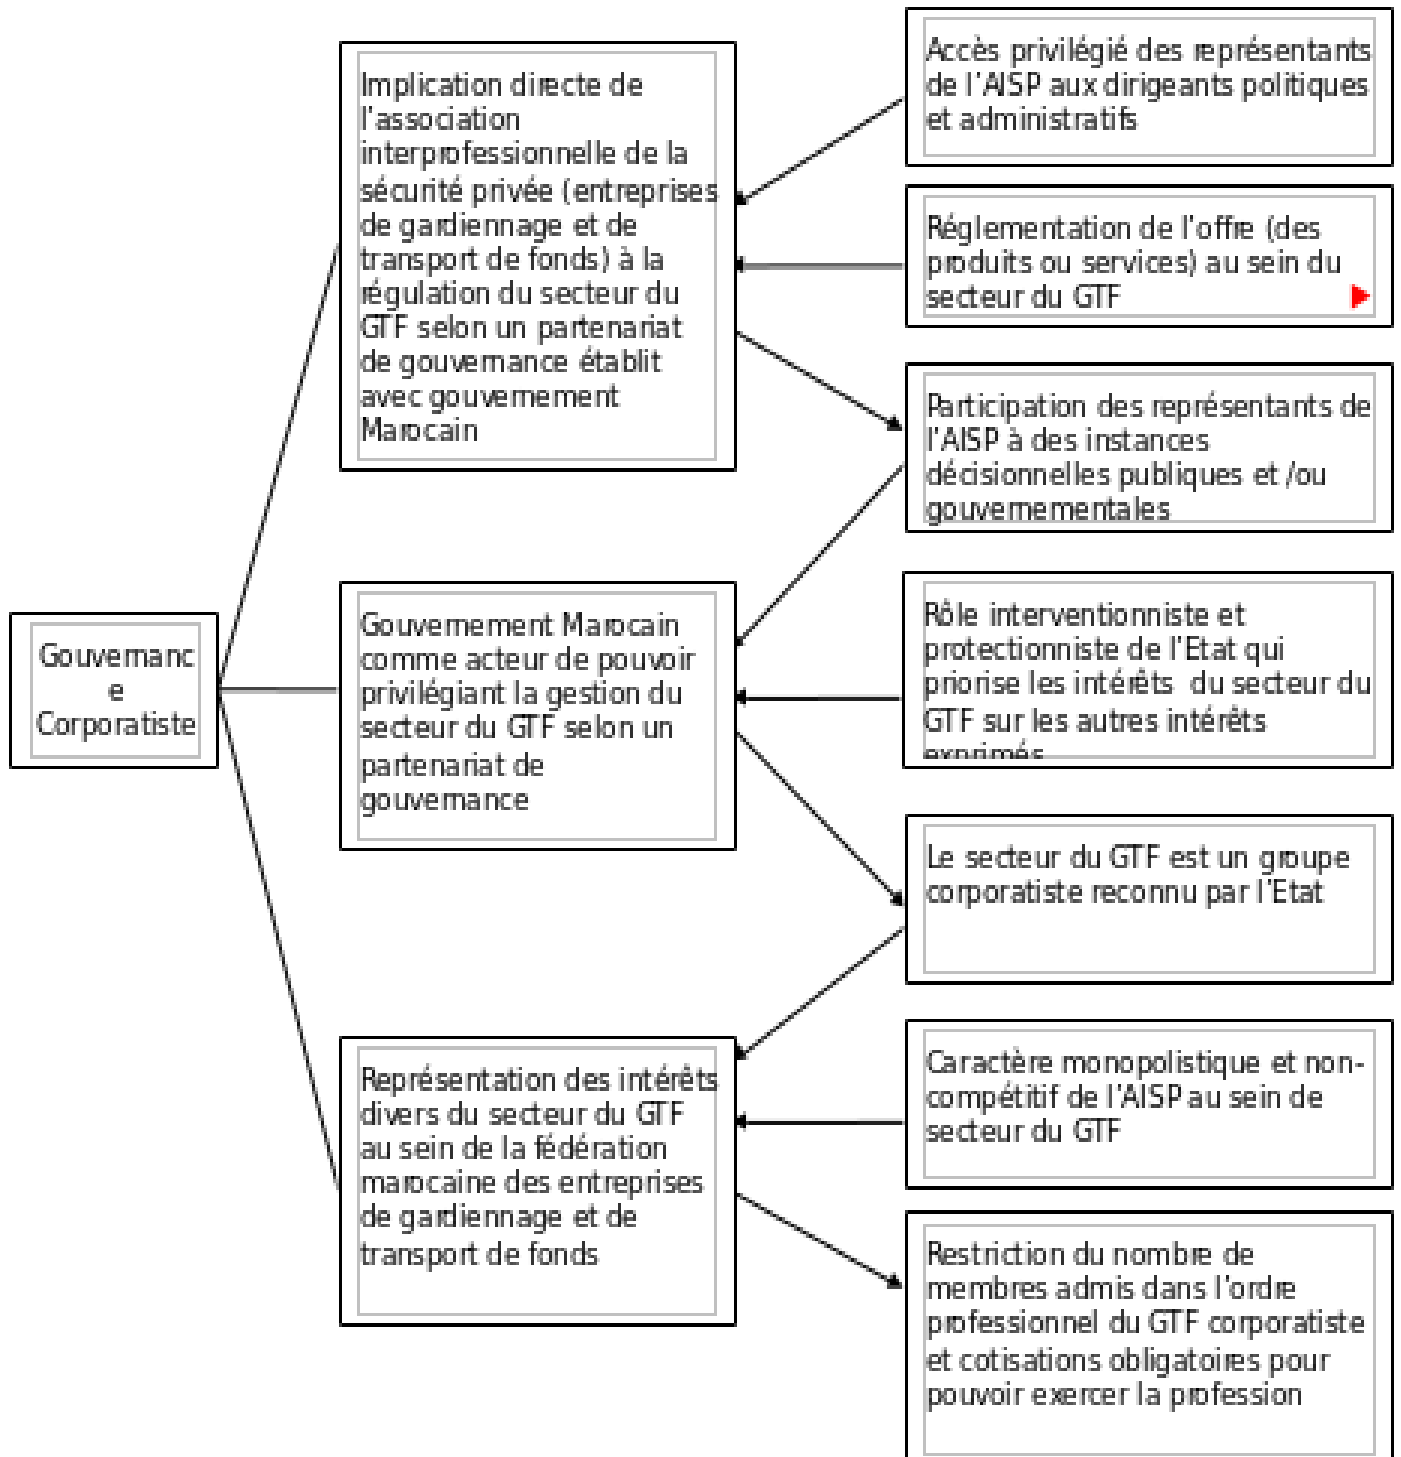 Gouvernanc
e
Corporatiste
Implication directe de
l'association
interprofessionnelle de la
sécurité privée (entreprises
de gardiennage et de
transport de fonds) à la
régulation du secteur du
GTF selon un partenariat
de gouvernance établit
avec gouvernement
Marocain
Gouvernement Marocain
comme acteur de pouvoir
privilégiant la gestion du
secteur du GTF selon un
partenariat de
gouvernance
Représentation des intérêts
divers du secteur du GTF
au sein de la fédération
marocaine des entreprises
de gardiennage et de
transport de fonds
Accès privilégié des représentants
de l'AISP aux dirigeants politiques
et administratifs
Réglementation de l'offre (des
produits ou services) au sein du
secteur du GTF
Participation des représentants de
l'AISP à des instances
décisionnelles publiques et /ou
gouvernementales
Rôle interventionniste et
protectionniste de l'Etat qui
priorise les intérêts du secteur du
GTF sur les autres intérêts
exprimés
Le secteur du GTF est un groupe
corporatiste reconnu par l'Etat
Caractère monopolistique et non-
compétitif de l'AISP au sein de
secteur du GTF
Restriction du nombre de
membres admis dans l'ordre
professionnel du GTF corporatiste
et cotisations obligatoires pour
pouvoir exercer la profession